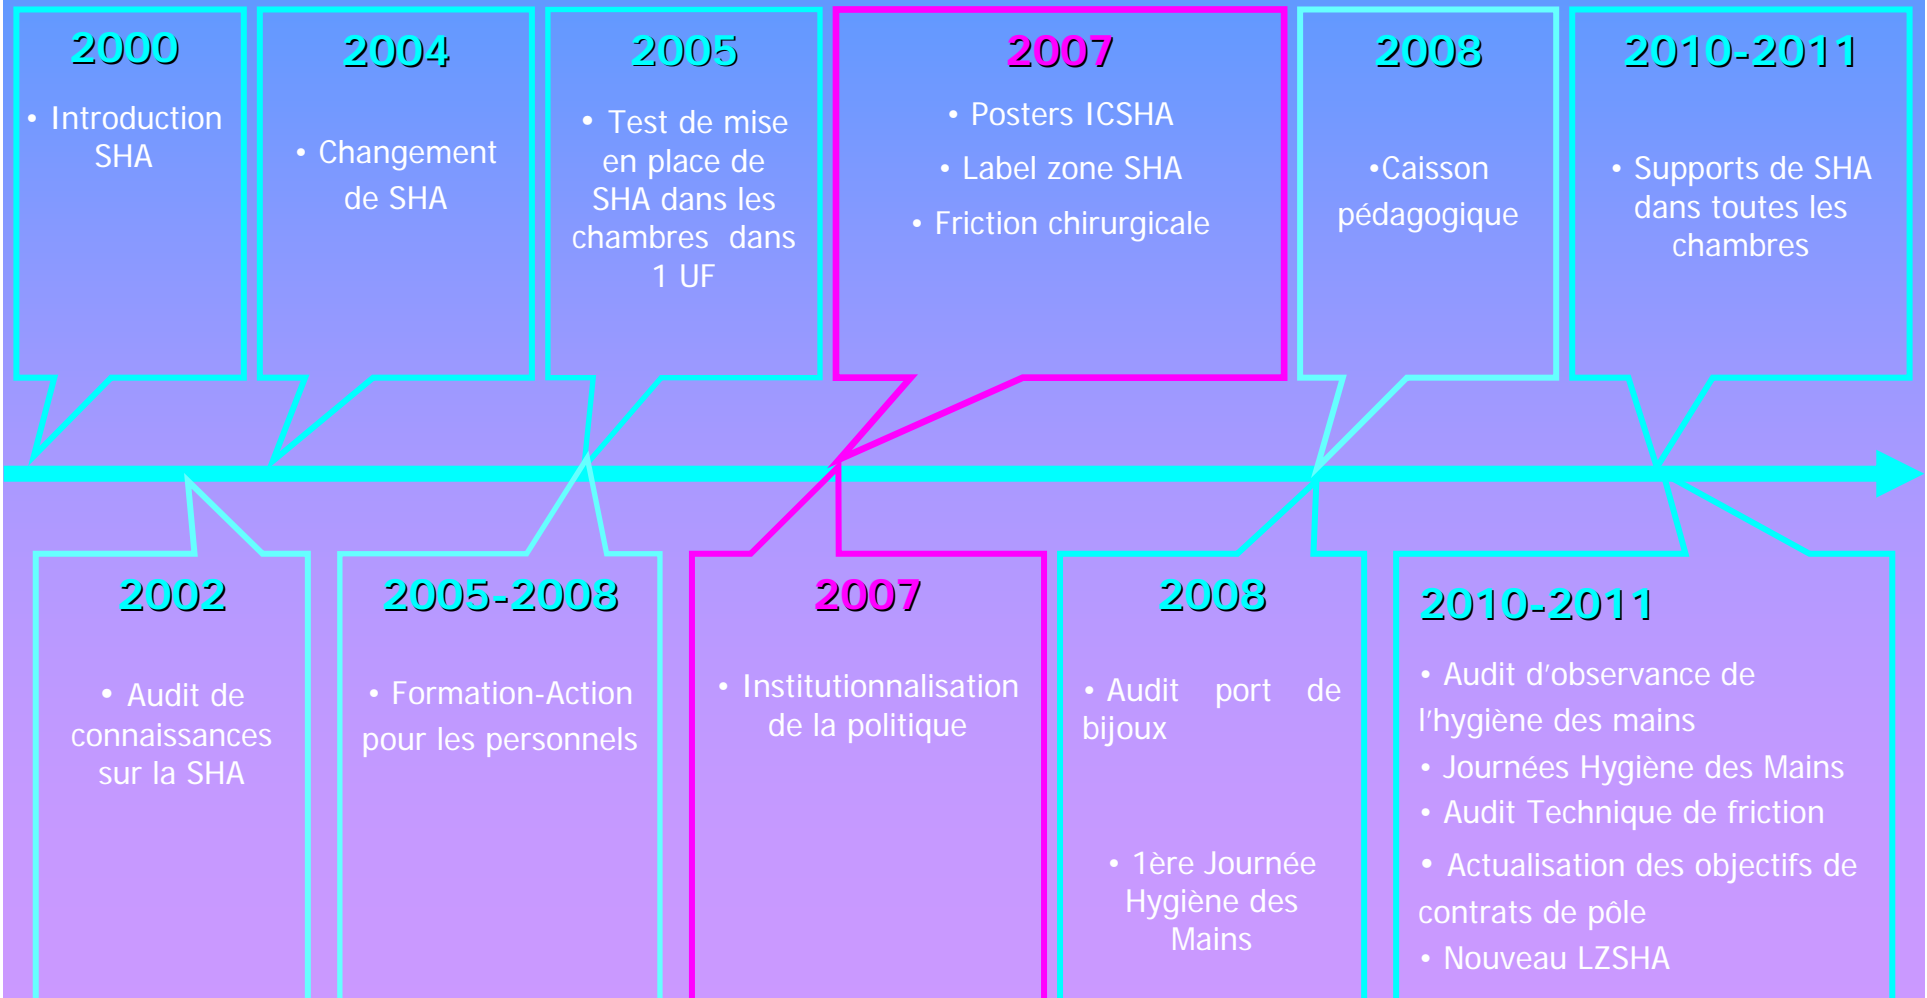 2000
• Introduction
SHA
2004
• Changement
de SHA
2005
• Test de mise
en place de
SHA dans les
chambres dans
1 UF
2007
• Posters ICSHA
• Label zone SHA
• Friction chirurgicale
2008
•Caisson
pédagogique
2010-2011
• Supports de SHA
dans toutes les
chambres
2002
• Audit de
connaissances
sur la SHA
2005-2008
• Formation-Action
pour les personnels
2007
• Institutionnalisation
de la politique
2008
• Audit port de
bijoux
• 1ère Journée
Hygiène des
Mains
2010-2011
• Audit d'observance de
l'hygiène des mains
• Journées Hygiène des Mains
• Audit Technique de friction
• Actualisation des objectifs de
contrats de pôle
• Nouveau LZSHA